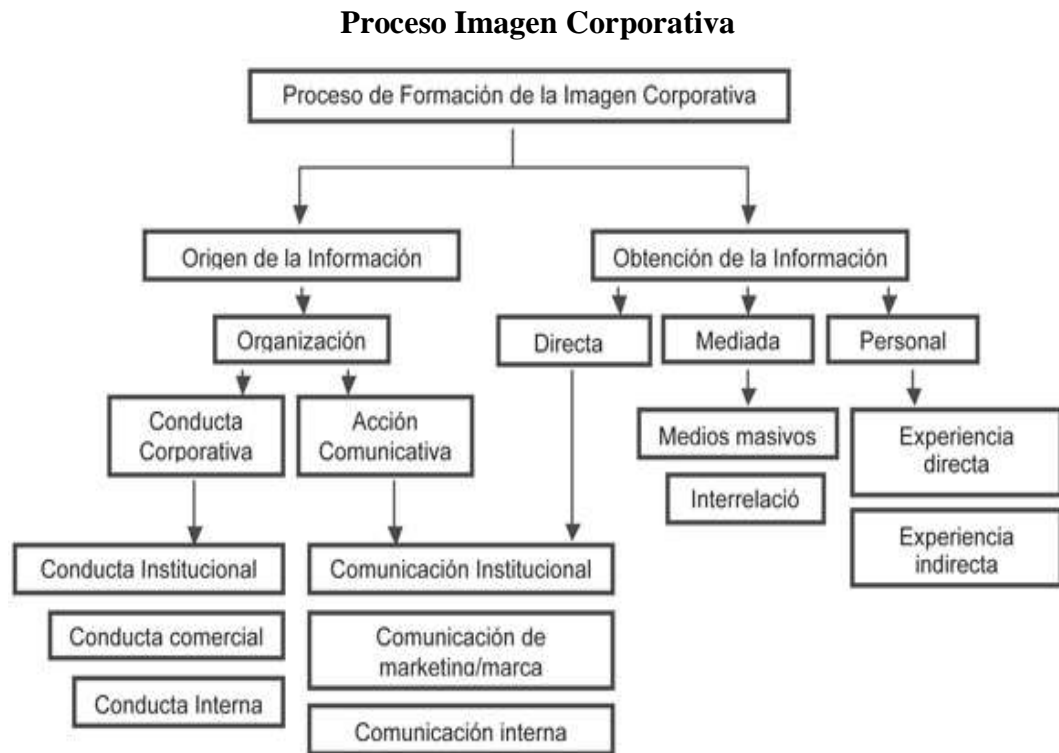 Proceso Imagen Corporativa
Proceso de Formación de la Imagen Corporativa
Origen de la Información
Obtención de la Información
Organización
Directa
Mediada
Personal
Conducta
Corporativa
Acción
Comunicativa
Medios masivos
Interrelació
Experiencia
directa
Experiencia
indirecta
Conducta Institucional
Comunicación Institucional
Conducta comercial
Comunicación de
marketing/marca
Conducta Interna
Comunicación interna